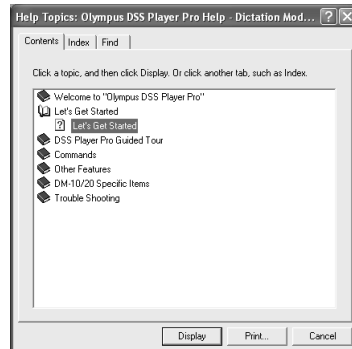 Help Topics: Olympus DSS Player Pro Help - Dictation Mod...
Contents Index Find
Click a topic, and then click Display. Or click another tab, such as Index.
Welcome to "Olympus DSS Player Pro"
Let's Get Started
Let's Get Started
DSS Player Pro Guided Tour
Commands
Other Features
DM-10/20 Specific Items
Trouble Shooting
Display Print... Cancel